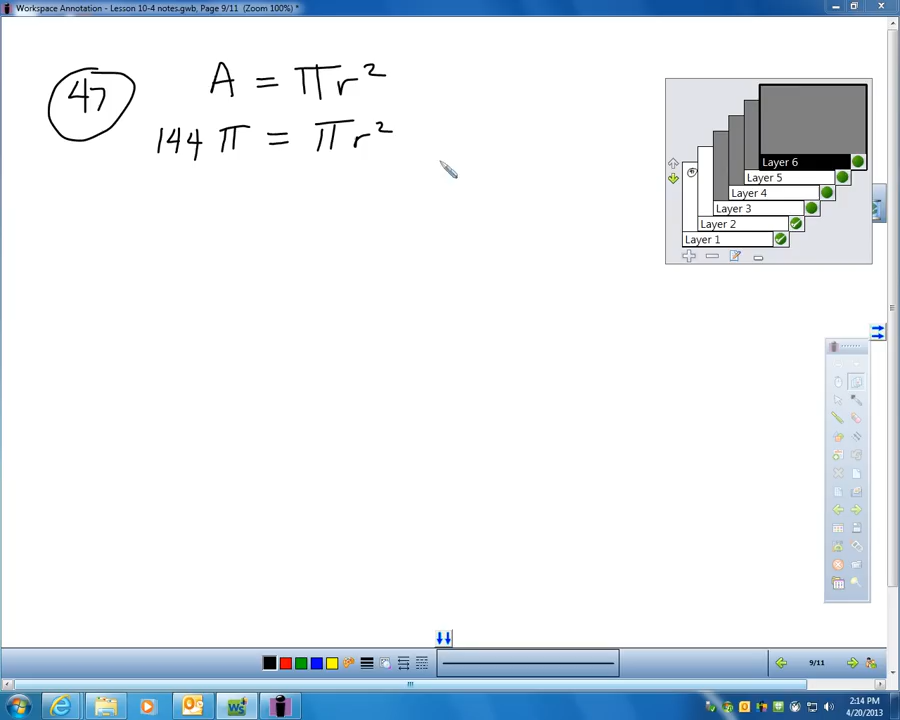 Workspace Annotation - Lesson 10-4 notes.gwb, Page 9/11 (Zoom 100%) *
47
A = πr²
144 π = πr²
Layer 6
Layer 5
Layer 4
Layer 3
Layer 2
Layer 1
9/11
2:14 PM
4/20/2013